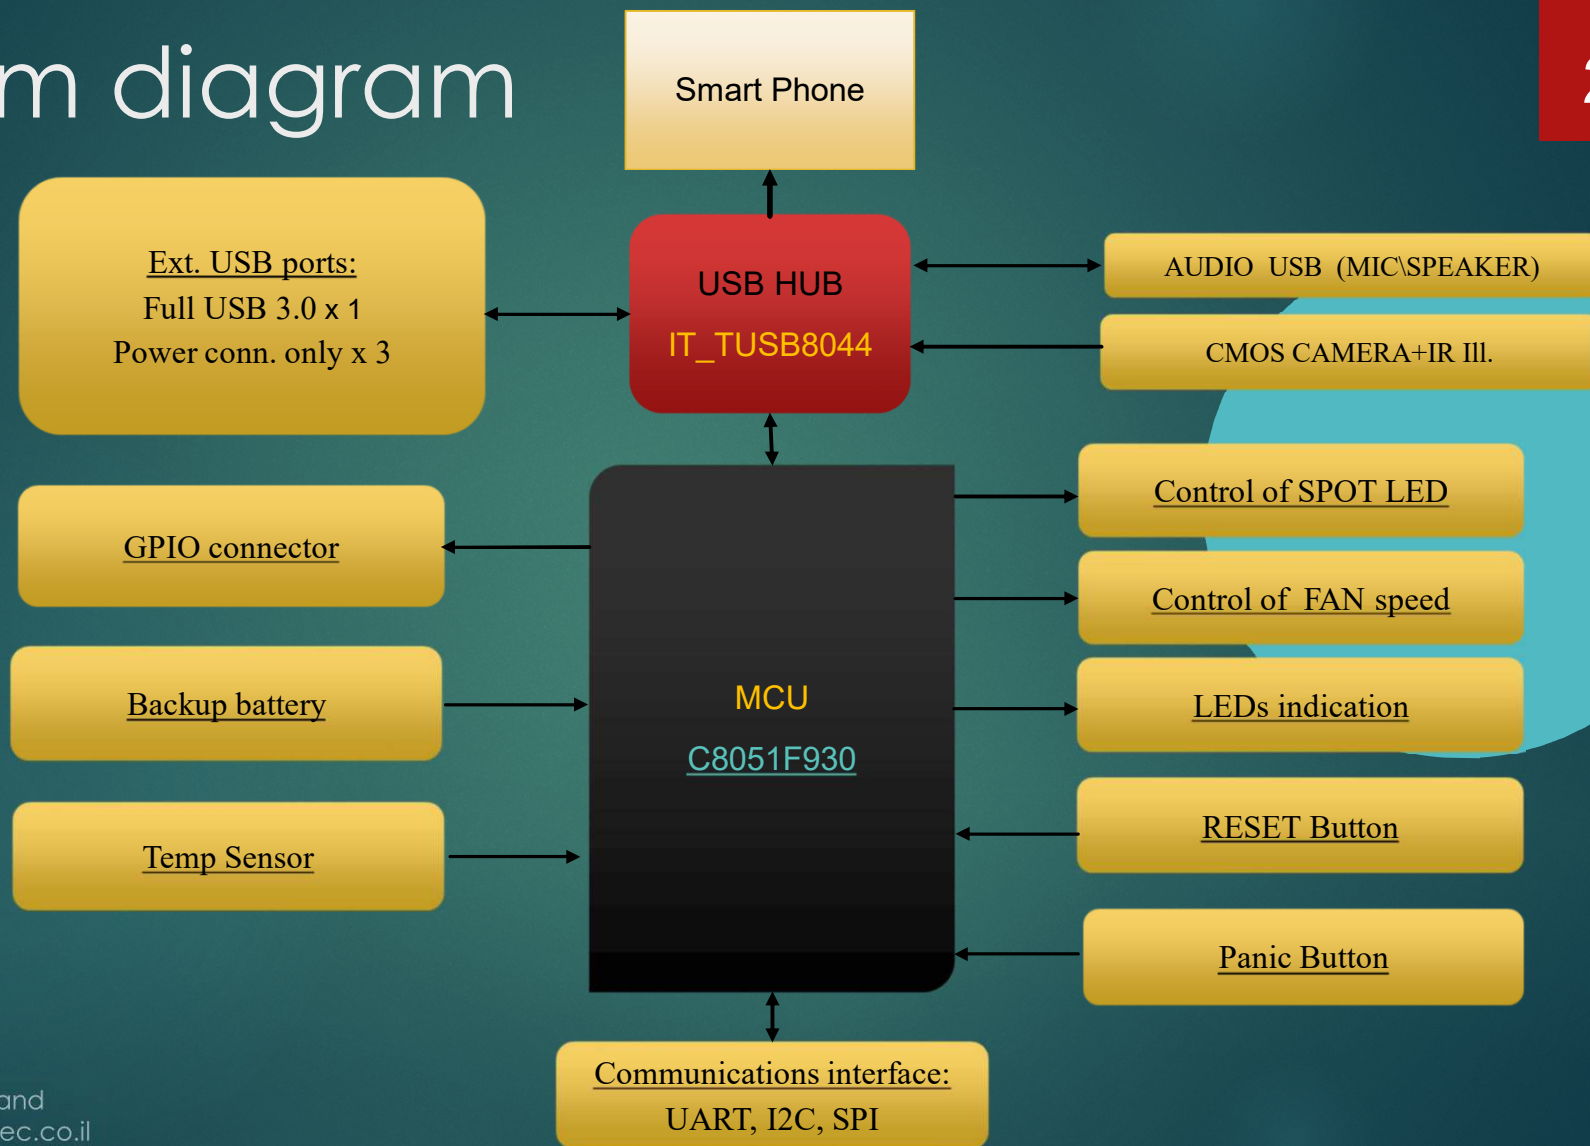 m diagram
2
Smart Phone
Ext. USB ports:
Full USB 3.0 x 1
Power conn. only x 3
USB HUB
IT_TUSB8044
AUDIO USB (MIC\SPEAKER)
CMOS CAMERA+IR Ill.
GPIO connector
Backup battery
Temp Sensor
MCU
C8051F930
Control of SPOT LED
Control of FAN speed
LEDs indication
RESET Button
Panic Button
Communications interface:
UART, I2C, SPI
and
ec.co.il